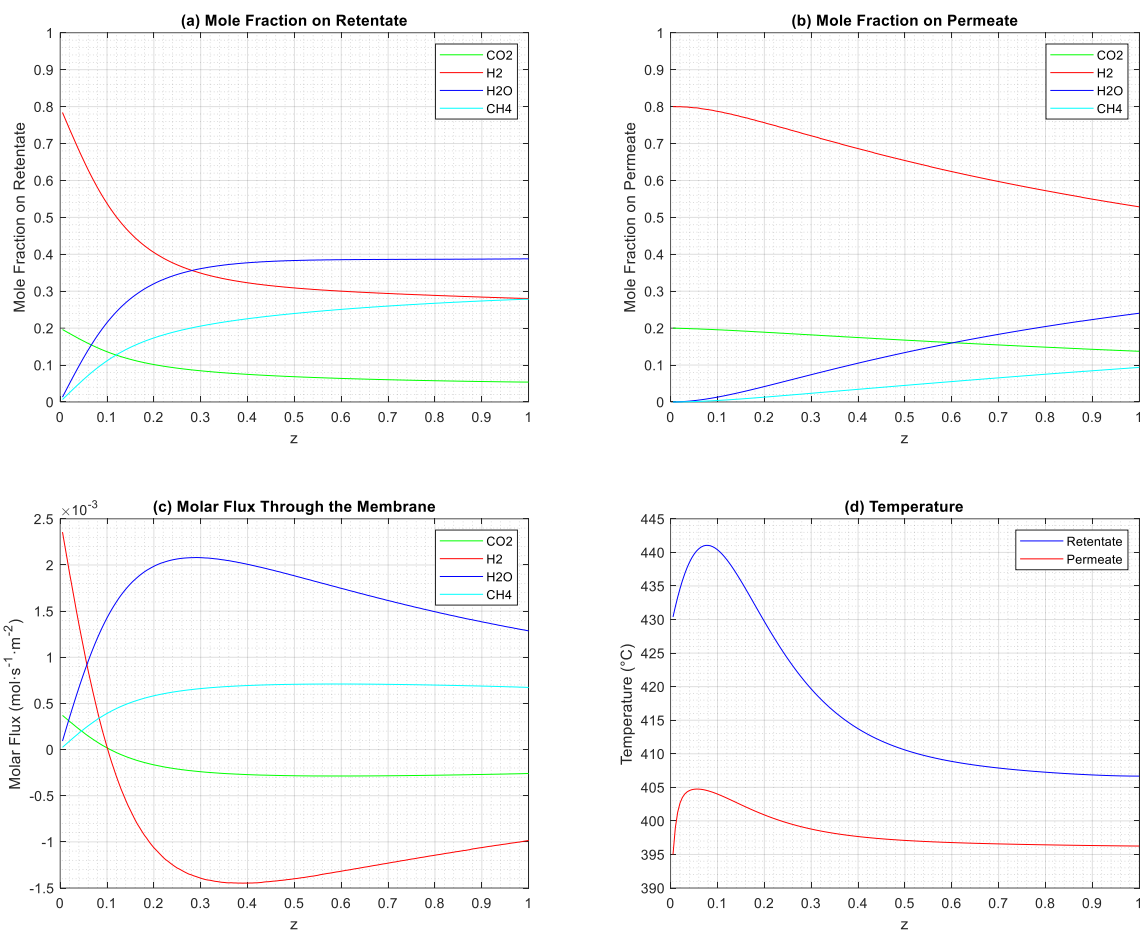 (a) Mole Fraction on Retentate
1
0.9
0.8
0.7
0.6
0.5
0.4
0.3
0.2
0.1
0
Mole Fraction on Retentate
CO2
H2
H2O
CH4
0 0.1 0.2 0.3 0.4 0.5 0.6 0.7 0.8 0.9 1
z
(b) Mole Fraction on Permeate
1
0.9
0.8
0.7
0.6
0.5
0.4
0.3
0.2
0.1
0
Mole Fraction on Permeate
CO2
H2
H2O
CH4
0 0.1 0.2 0.3 0.4 0.5 0.6 0.7 0.8 0.9 1
z
(c) Molar Flux Through the Membrane
×10⁻³
2.5
2
1.5
1
0.5
0
-0.5
-1
-1.5
Molar Flux (mol·s⁻¹·m⁻²)
CO2
H2
H2O
CH4
0 0.1 0.2 0.3 0.4 0.5 0.6 0.7 0.8 0.9 1
z
(d) Temperature
445
440
435
430
425
420
415
410
405
400
395
390
Temperature (°C)
Retentate
Permeate
0 0.1 0.2 0.3 0.4 0.5 0.6 0.7 0.8 0.9 1
z